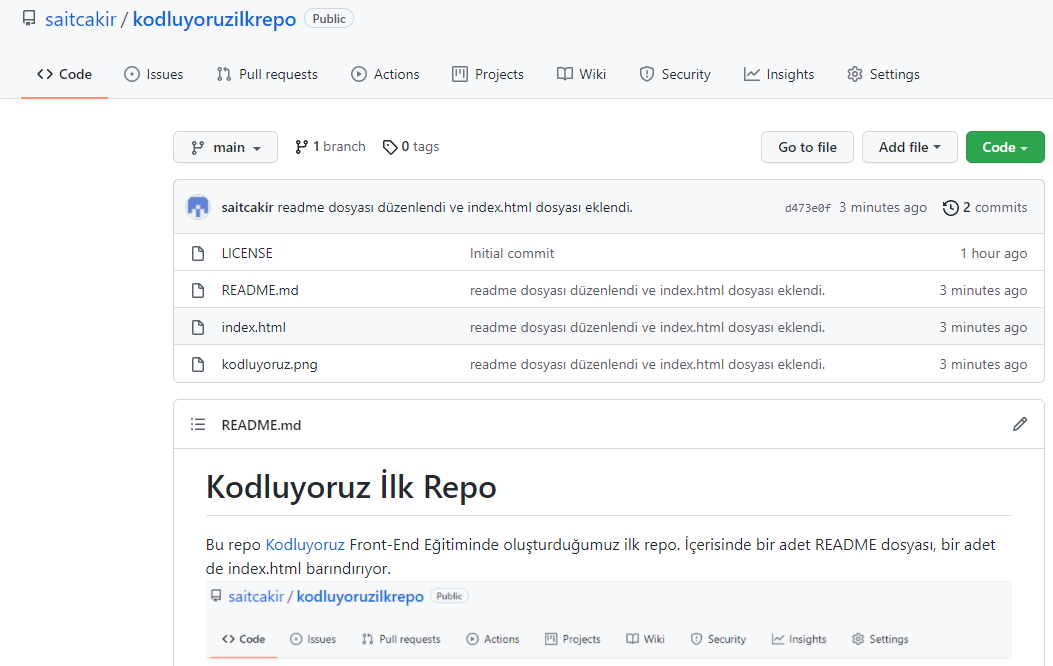 saitcakir / kodluyoruzilkrepo Public
Code Issues Pull requests Actions Projects Wiki Security Insights Settings
main 1 branch 0 tags Go to file Add file Code
saitcakir readme dosyası düzenlendi ve index.html dosyası eklendi. d473e0f 3 minutes ago 2 commits
LICENSE Initial commit 1 hour ago
README.md readme dosyası düzenlendi ve index.html dosyası eklendi. 3 minutes ago
index.html readme dosyası düzenlendi ve index.html dosyası eklendi. 3 minutes ago
kodluyoruz.png readme dosyası düzenlendi ve index.html dosyası eklendi. 3 minutes ago
README.md
Kodluyoruz İlk Repo
Bu repo Kodluyoruz Front-End Eğitiminde oluşturduğumuz ilk repo. İçerisinde bir adet README dosyası, bir adet
de index.html barındırıyor.
saitcakir / kodluyoruzilkrepo Public
Code Issues Pull requests Actions Projects Wiki Security Insights Settings